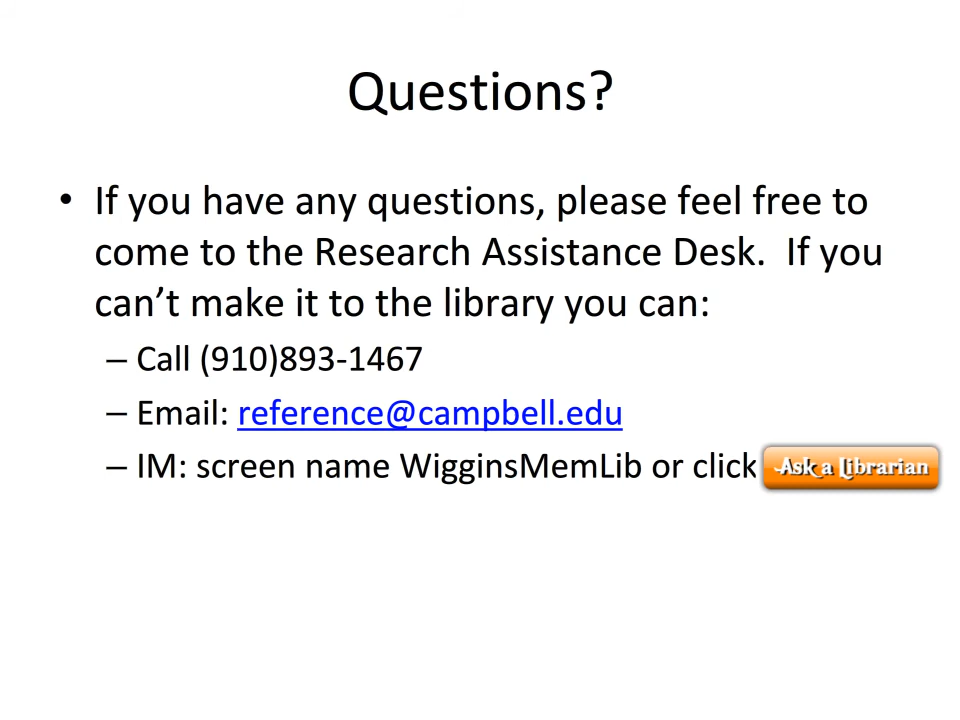 Questions?
• If you have any questions, please feel free to
come to the Research Assistance Desk.  If you
can’t make it to the library you can:
– Call (910)893-1467
– Email: reference@campbell.edu
– IM: screen name WigginsMemLib or click Ask a Librarian